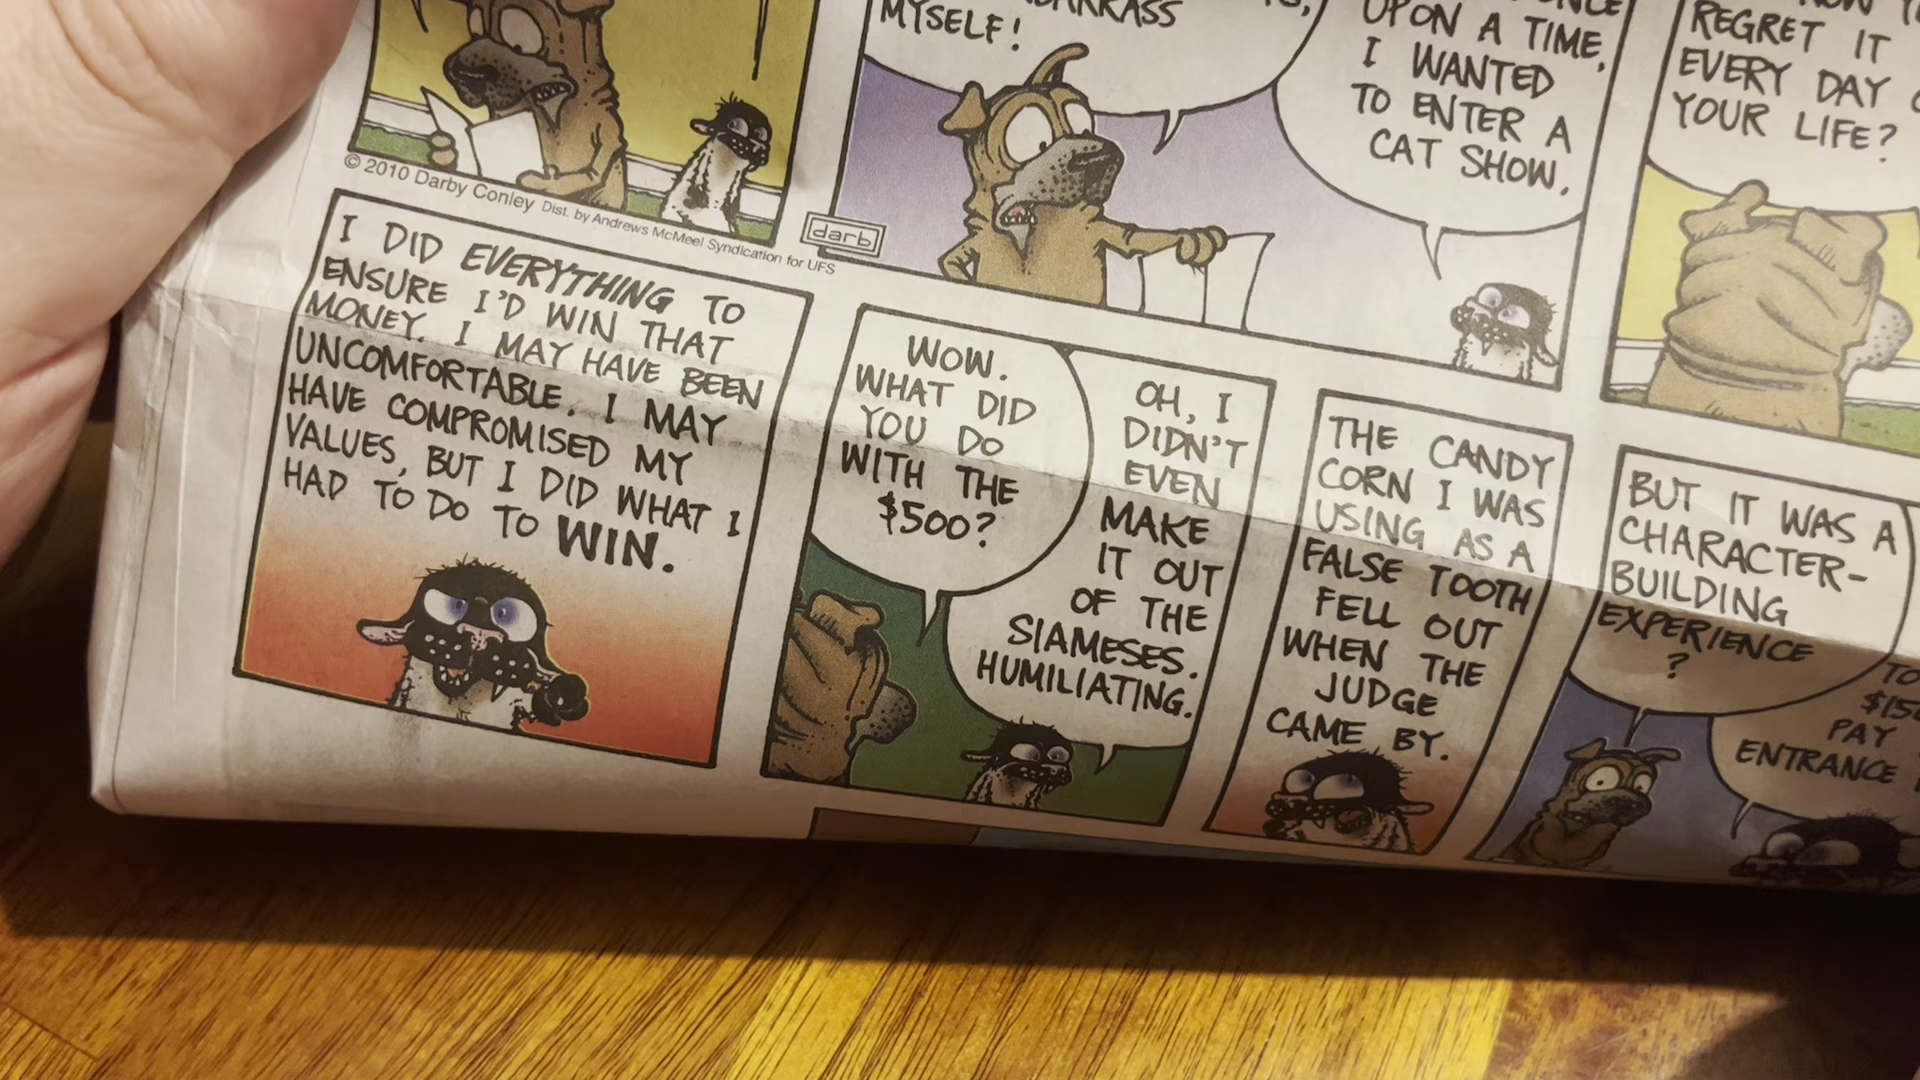 MYSELF!
UPON A TIME,
I WANTED
TO ENTER A
CAT SHOW.
REGRET IT
EVERY DAY
YOUR LIFE?
© 2010 Darby Conley Dist. by Andrews McMeel Syndication for UFS
darb
I DID EVERYTHING TO
ENSURE I'D WIN THAT
MONEY. I MAY HAVE BEEN
UNCOMFORTABLE. I MAY
HAVE COMPROMISED MY
VALUES, BUT I DID WHAT I
HAD TO DO TO WIN.
WOW.
WHAT DID
YOU DO
WITH THE
$500?
OH, I
DIDN'T
EVEN
MAKE
IT OUT
OF THE
SIAMESES.
HUMILIATING.
THE CANDY
CORN I WAS
USING AS A
FALSE TOOTH
FELL OUT
WHEN THE
JUDGE
CAME BY.
BUT IT WAS A
CHARACTER-
BUILDING
EXPERIENCE
?
TO
PAY
ENTRANCE